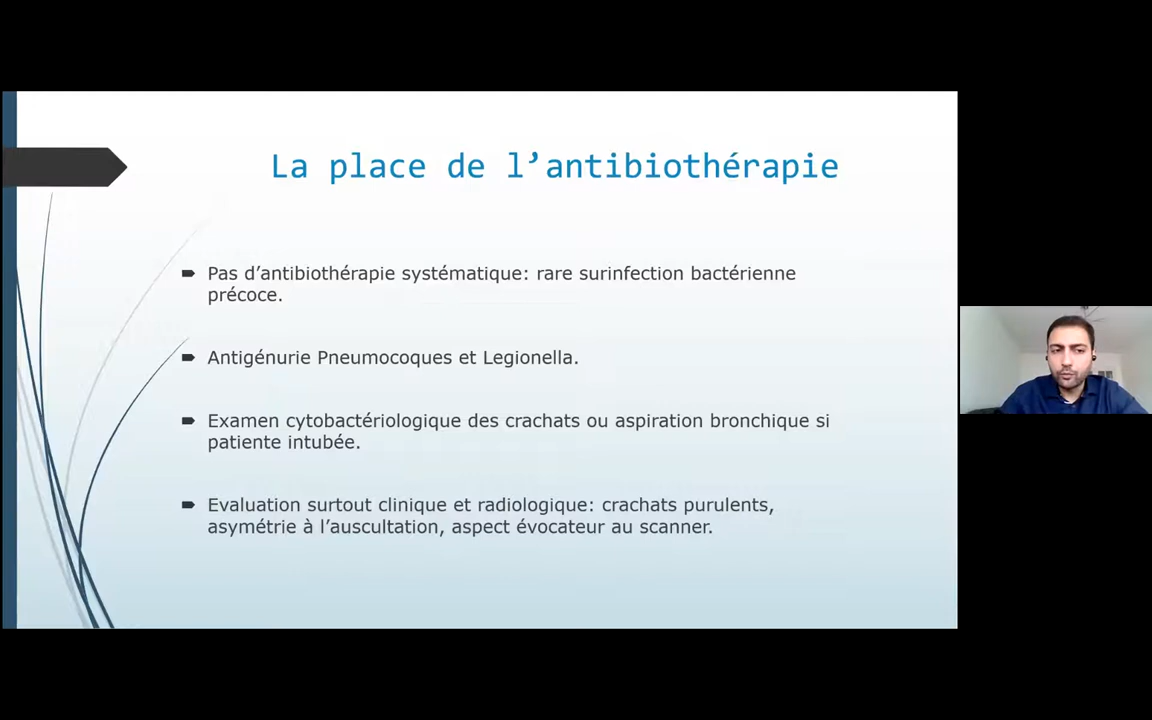 La place de l’antibiothérapie
Pas d’antibiothérapie systématique: rare surinfection bactérienne
précoce.
Antigénurie Pneumocoques et Legionella.
Examen cytobactériologique des crachats ou aspiration bronchique si
patiente intubée.
Evaluation surtout clinique et radiologique: crachats purulents,
asymétrie à l’auscultation, aspect évocateur au scanner.